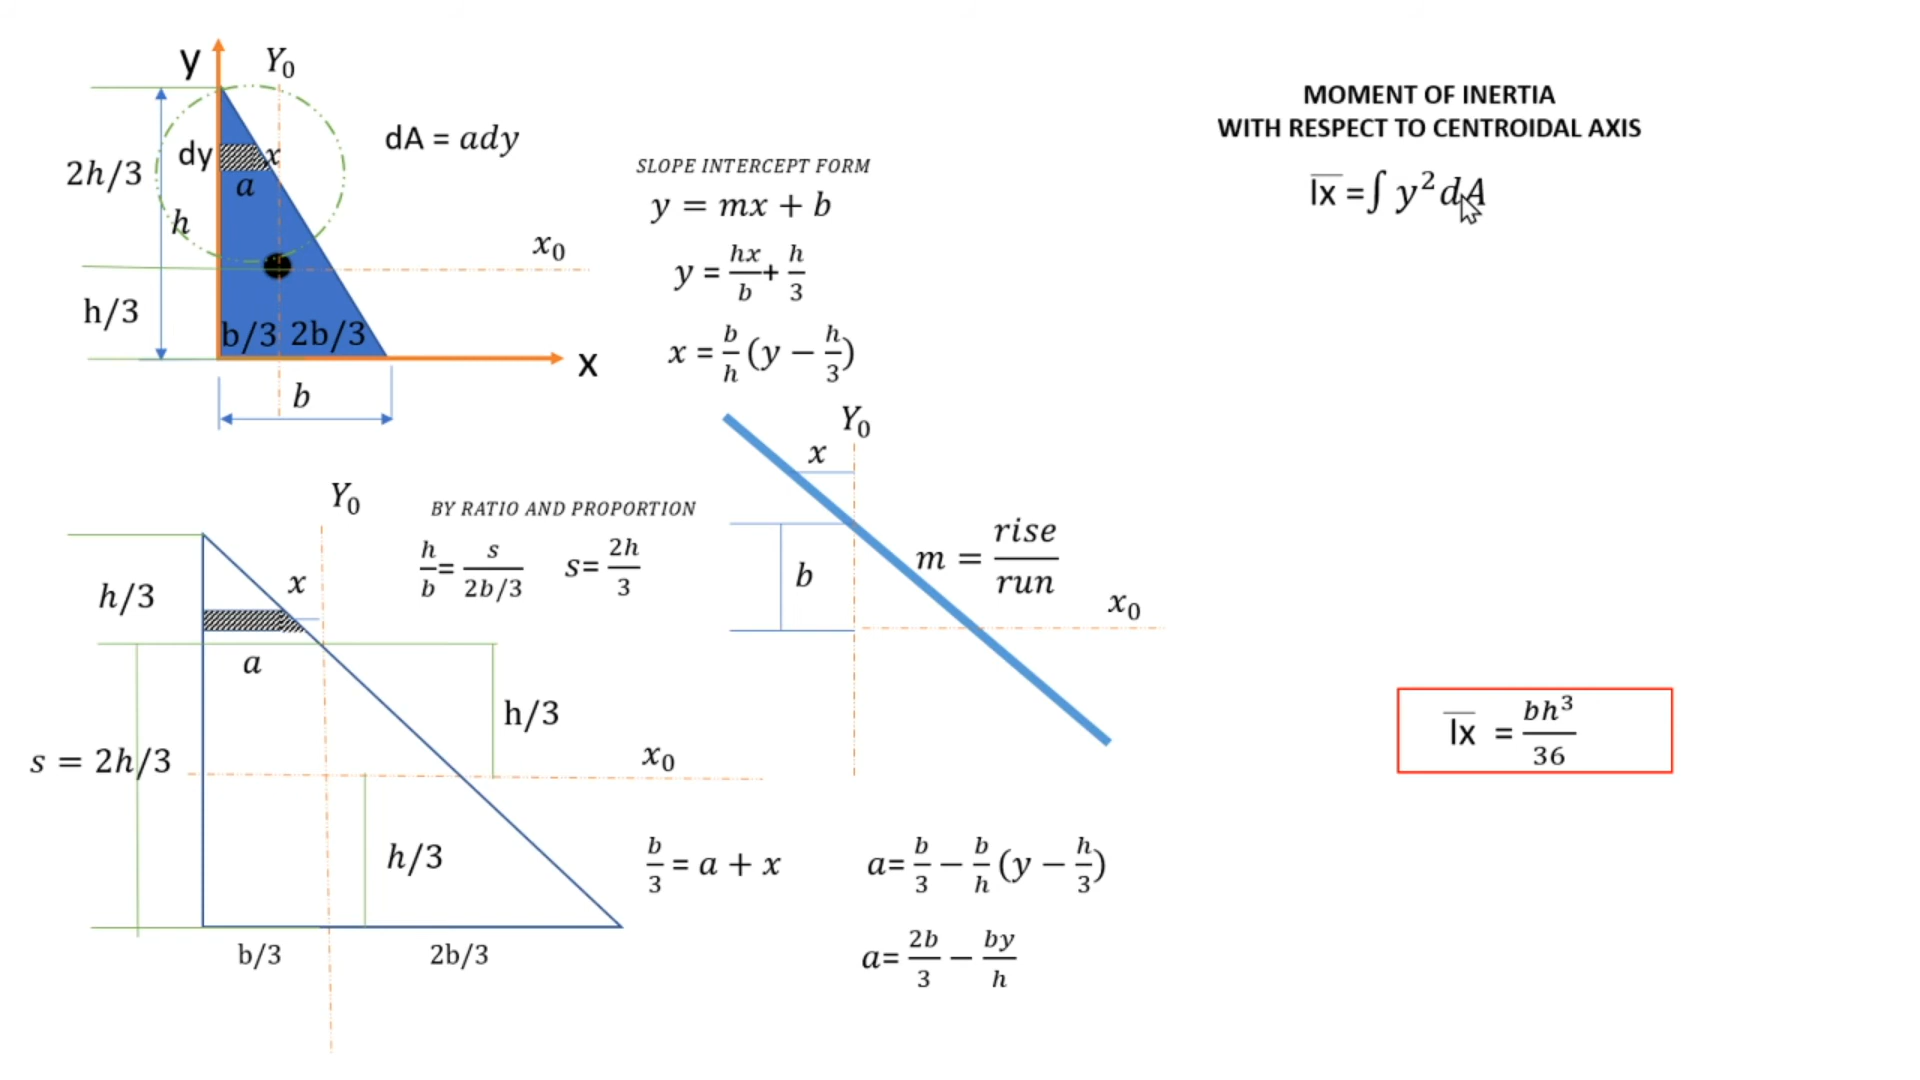 y
Y₀
dA = ady
2h/3
dy
x
a
h
x₀
h/3
b/3 2b/3
x
b
SLOPE INTERCEPT FORM
y = mx + b
y = hx/b + h/3
x = b/h (y − h/3)
MOMENT OF INERTIA
WITH RESPECT TO CENTROIDAL AXIS
I̅x̅ =∫ y²dA
Y₀
x
b
m = rise/run
x₀
Y₀
BY RATIO AND PROPORTION
h/b = s/2b/3 s= 2h/3
h/3
x
a
h/3
s = 2h/3
x₀
h/3
b/3
2b/3
b/3 = a + x
a= b/3 − b/h (y − h/3)
a= 2b/3 − by/h
I̅x̅ = bh³/36